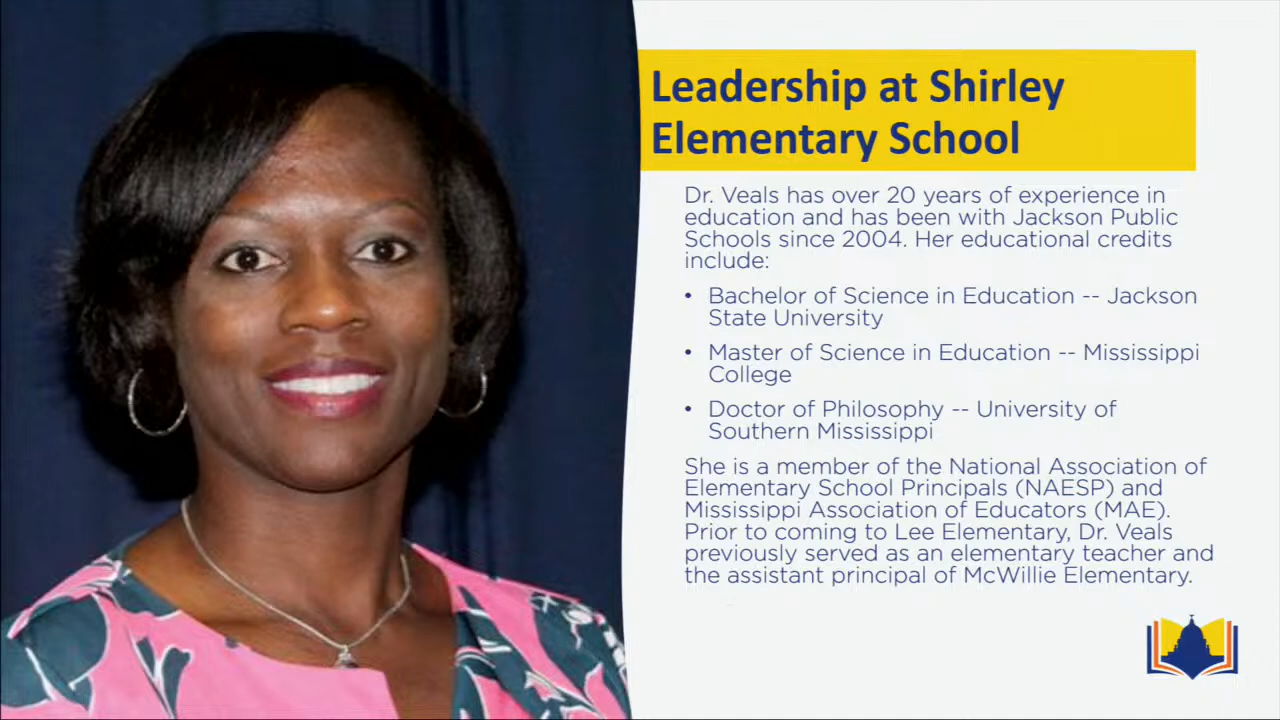 Leadership at Shirley
Elementary School
Dr. Veals has over 20 years of experience in
education and has been with Jackson Public
Schools since 2004. Her educational credits
include:
• Bachelor of Science in Education -- Jackson
State University
• Master of Science in Education -- Mississippi
College
• Doctor of Philosophy -- University of
Southern Mississippi
She is a member of the National Association of
Elementary School Principals (NAESP) and
Mississippi Association of Educators (MAE).
Prior to coming to Lee Elementary, Dr. Veals
previously served as an elementary teacher and
the assistant principal of McWillie Elementary.